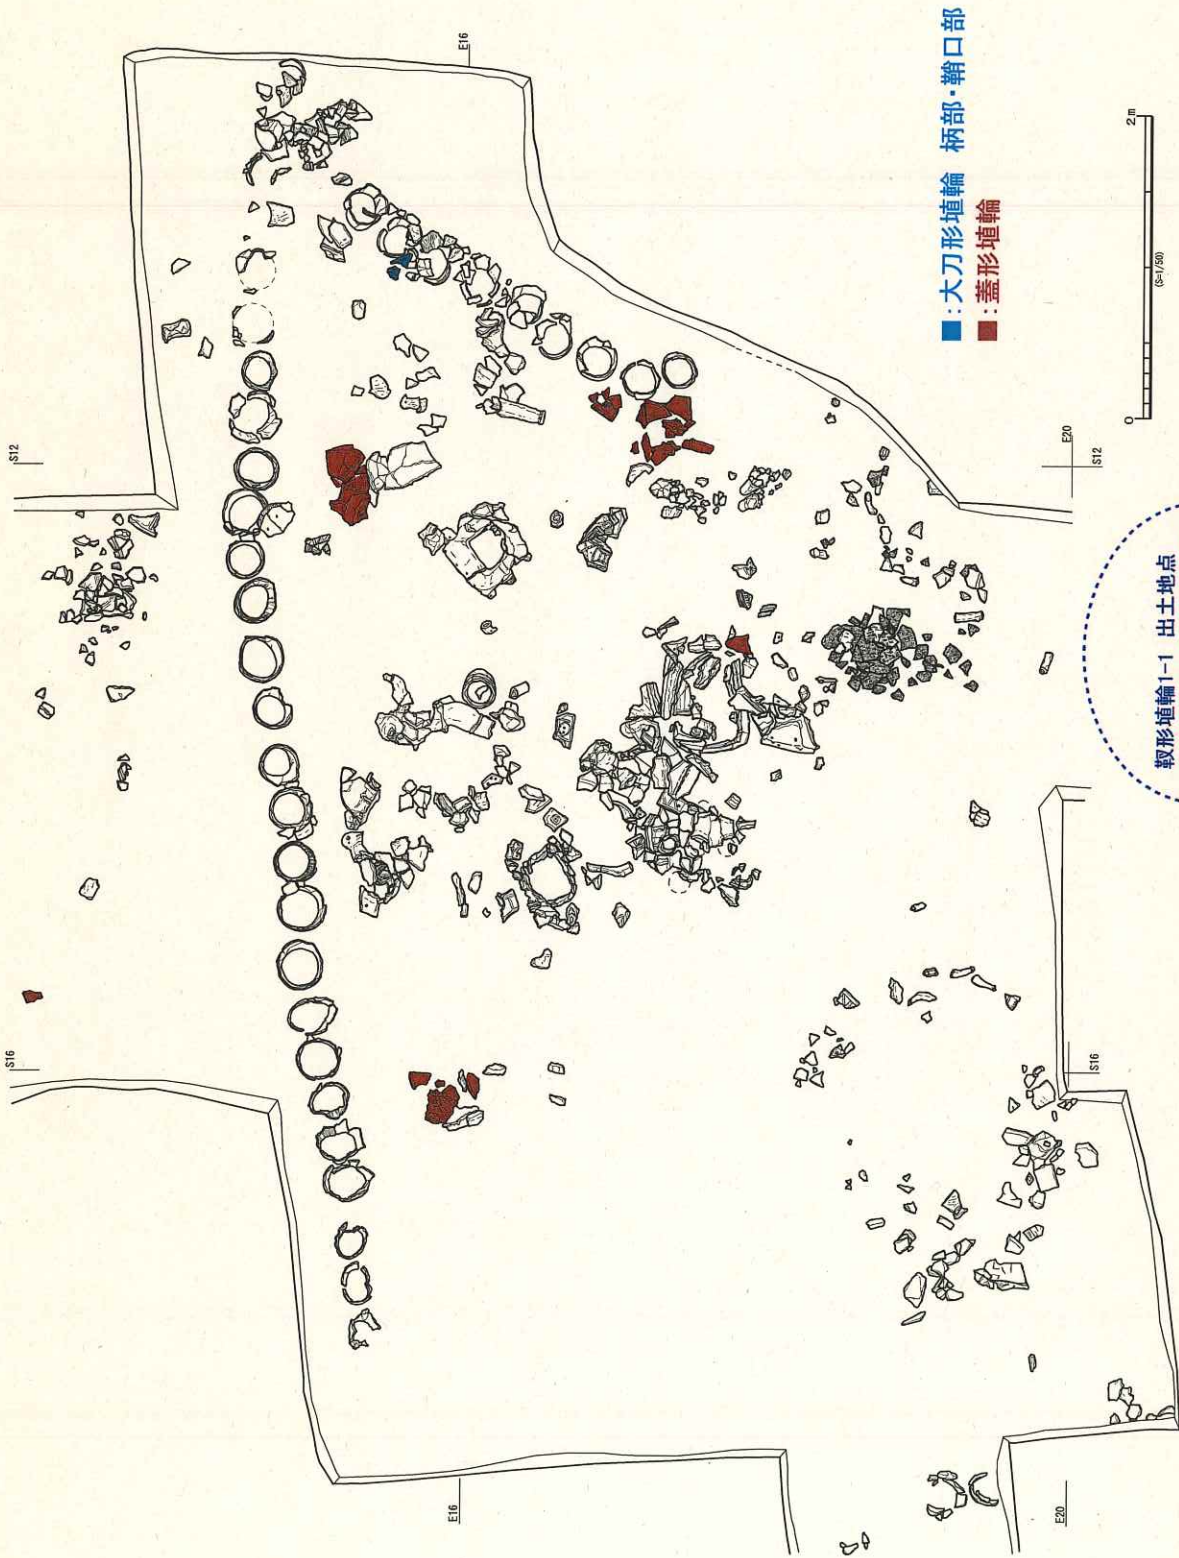 E16
S12
■:大刀形埴輪 柄部・鞘口部
■:蓋形埴輪
2m
(S=1/50)
0
E20
S12
靫形埴輪1-1 出土地点
S16
S16
E16
E20